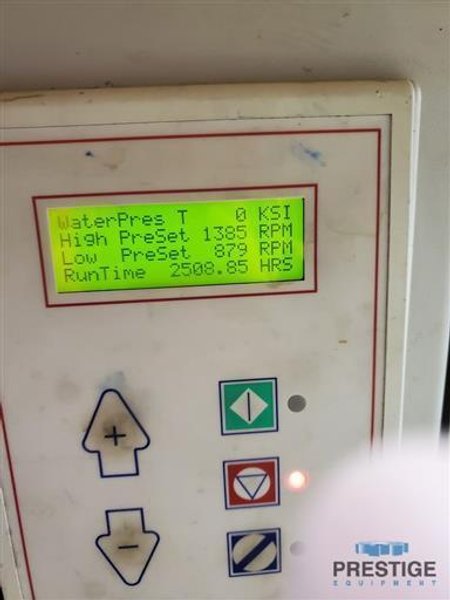 WaterPres T 0 KSI
High PreSet 1385 RPM
Low PreSet 879 RPM
RunTime 2508.85 HRS
+
-
PRESTIGE
EQUIPMENT